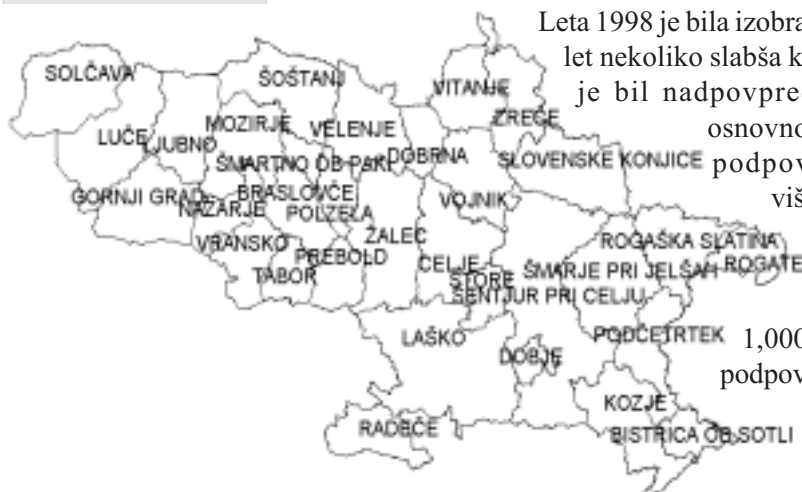 Leta 1998 je bila izobra
let nekoliko slabša k
je bil nadpovpre
osnovno
podpov
viš
1,000
podpov
SOLČAVA
ŠOŠTANJ
VITANJE
ZREČE
LUČE
LJUBNO
MOZIRJE
VELENJE
DOBRNA
SLOVENSKE KONJICE
ŠMARTNO OB PAKI
GORNJI GRAD
NAZARJE
BRASLOVČE
POLZELA
VOJNIK
VRANSKO
ŽALEC
ROGAŠKA SLATINA
TABOR
PREBOLD
CELJE
ŠTORE
ŠMARJE PRI JELŠAH
ROGATE
ŠENTJUR PRI CELJU
LAŠKO
DOBJE
PODČETRTEK
KOZJE
RADEČE
BISTRICA OB SOTLI